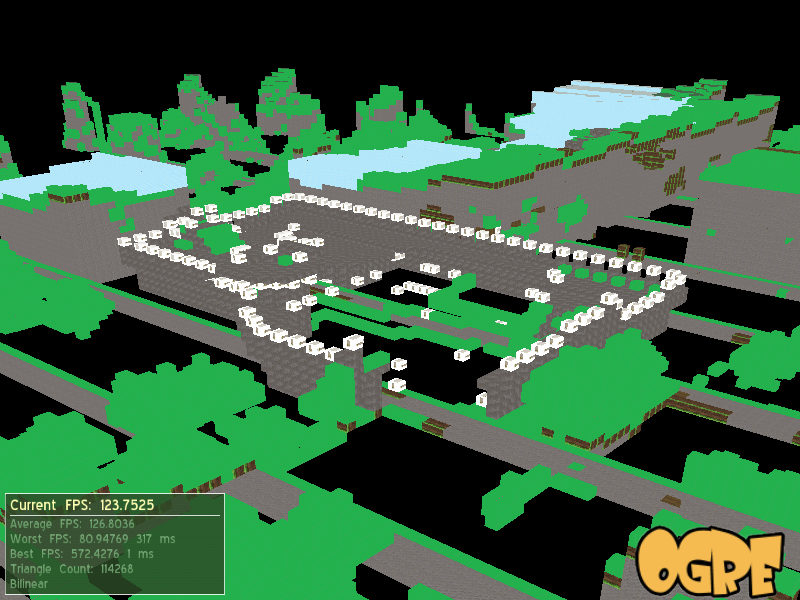 Current FPS: 123.7525
Average FPS: 126.8036
Worst FPS: 80.94769 317 ms
Best FPS: 572.4276 1 ms
Triangle Count: 114268
Bilinear
OGRE